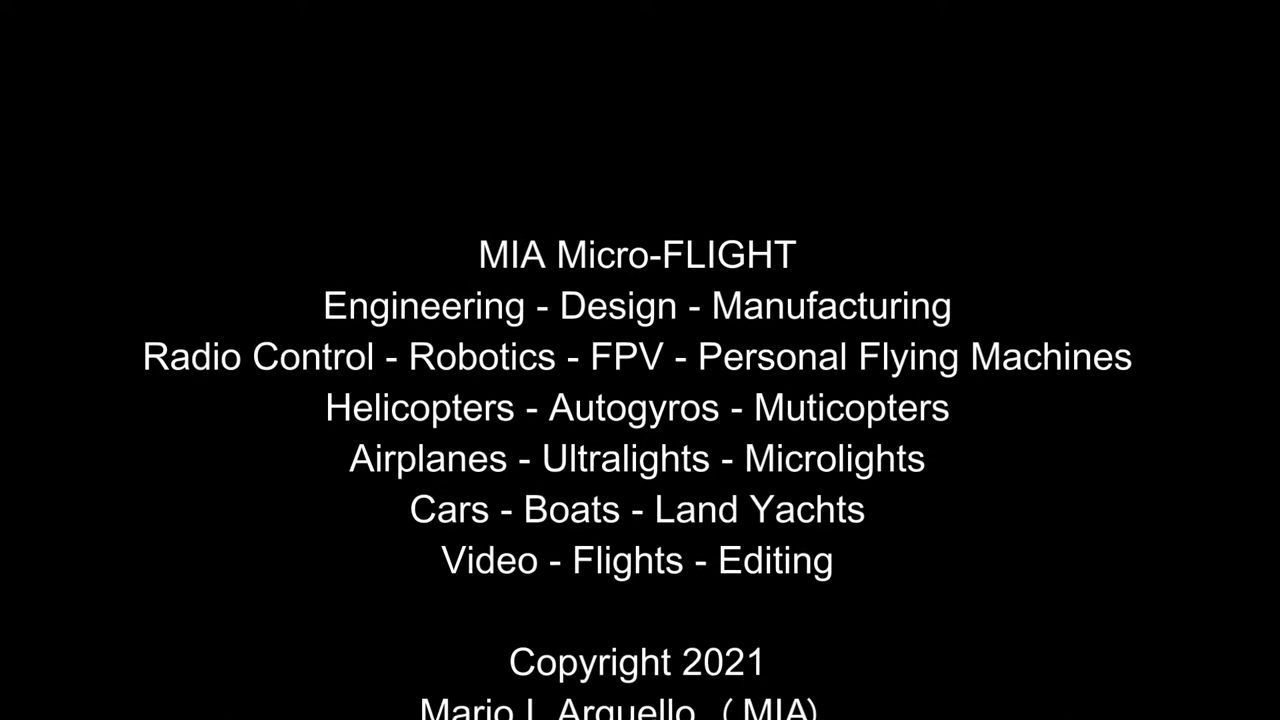 MIA Micro-FLIGHT
Engineering - Design - Manufacturing
Radio Control - Robotics - FPV - Personal Flying Machines
Helicopters - Autogyros - Muticopters
Airplanes - Ultralights - Microlights
Cars - Boats - Land Yachts
Video - Flights - Editing
Copyright 2021
Mario I. Arguello ( MIA)